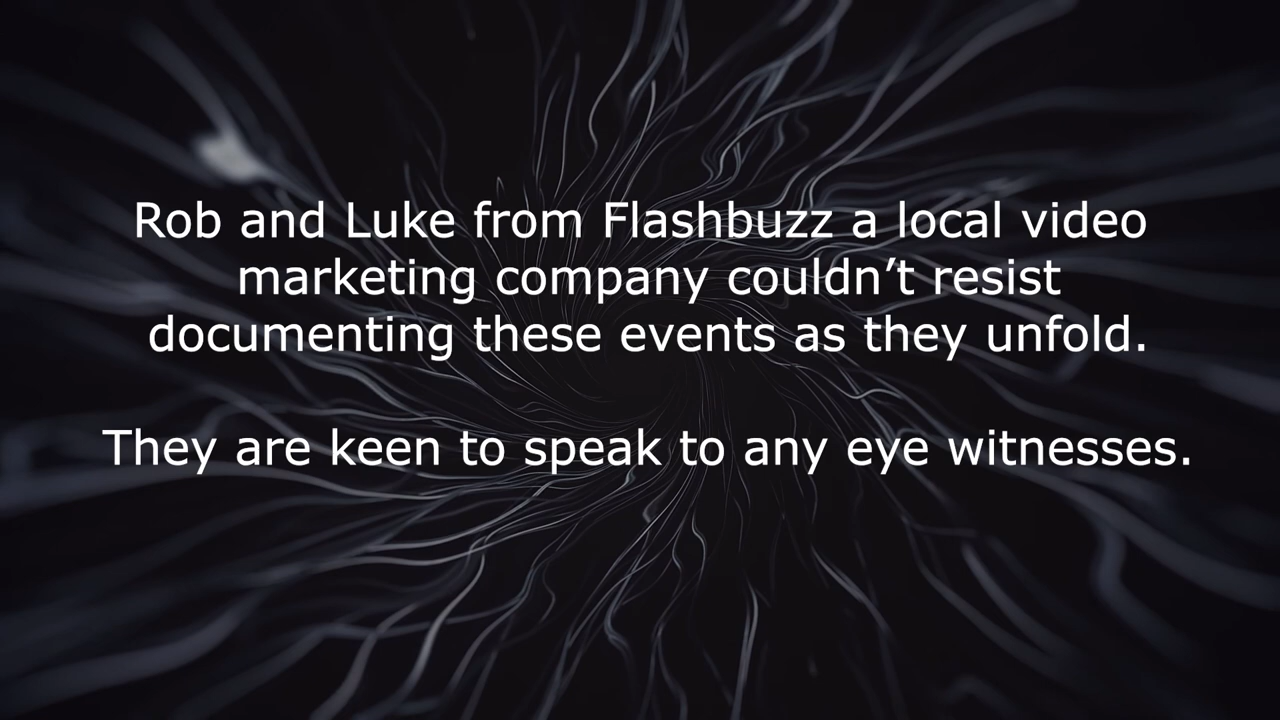 Rob and Luke from Flashbuzz a local video
marketing company couldn’t resist
documenting these events as they unfold.
They are keen to speak to any eye witnesses.